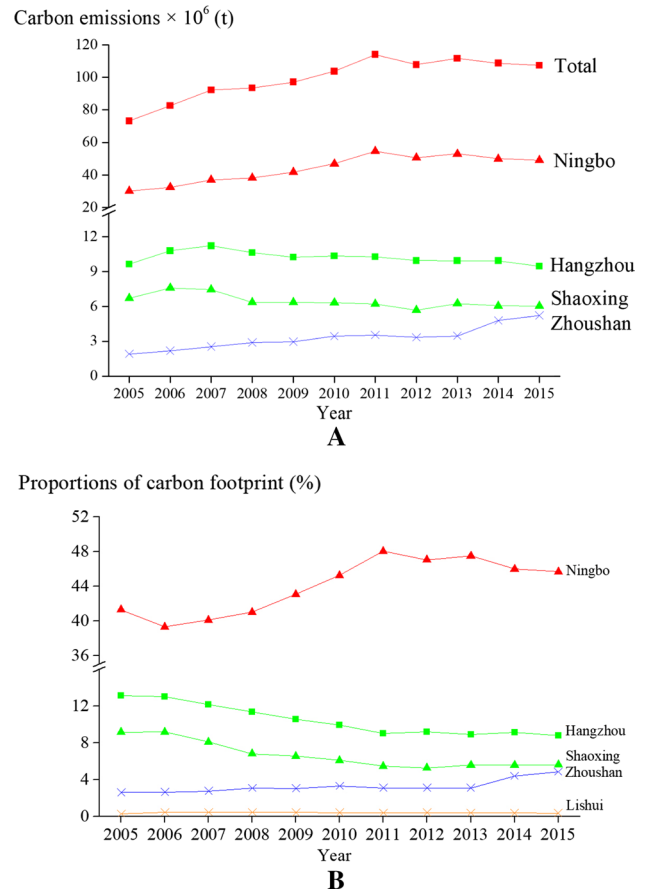 Carbon emissions × 10⁶ (t)
120
100
80
60
40
20
12
9
6
3
0
Total
Ningbo
Hangzhou
Shaoxing
Zhoushan
2005 2006 2007 2008 2009 2010 2011 2012 2013 2014 2015
Year
A
Proportions of carbon footprint (%)
52
48
44
40
36
12
8
4
0
Ningbo
Hangzhou
Shaoxing
Zhoushan
Lishui
2005 2006 2007 2008 2009 2010 2011 2012 2013 2014 2015
Year
B